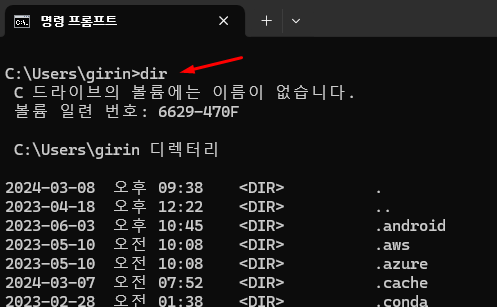 명령 프롬프트
C:\Users\girin>dir
C 드라이브의 볼륨에는 이름이 없습니다.
볼륨 일련 번호: 6629-470F
C:\Users\girin 디렉터리
2024-03-08 오후 09:38 <DIR> .
2023-04-18 오후 12:22 <DIR> ..
2023-06-03 오후 10:45 <DIR> .android
2023-05-10 오전 10:08 <DIR> .aws
2023-05-10 오전 10:08 <DIR> .azure
2024-03-07 오전 07:52 <DIR> .cache
2023-02-28 오전 01:38 <DIR> .conda